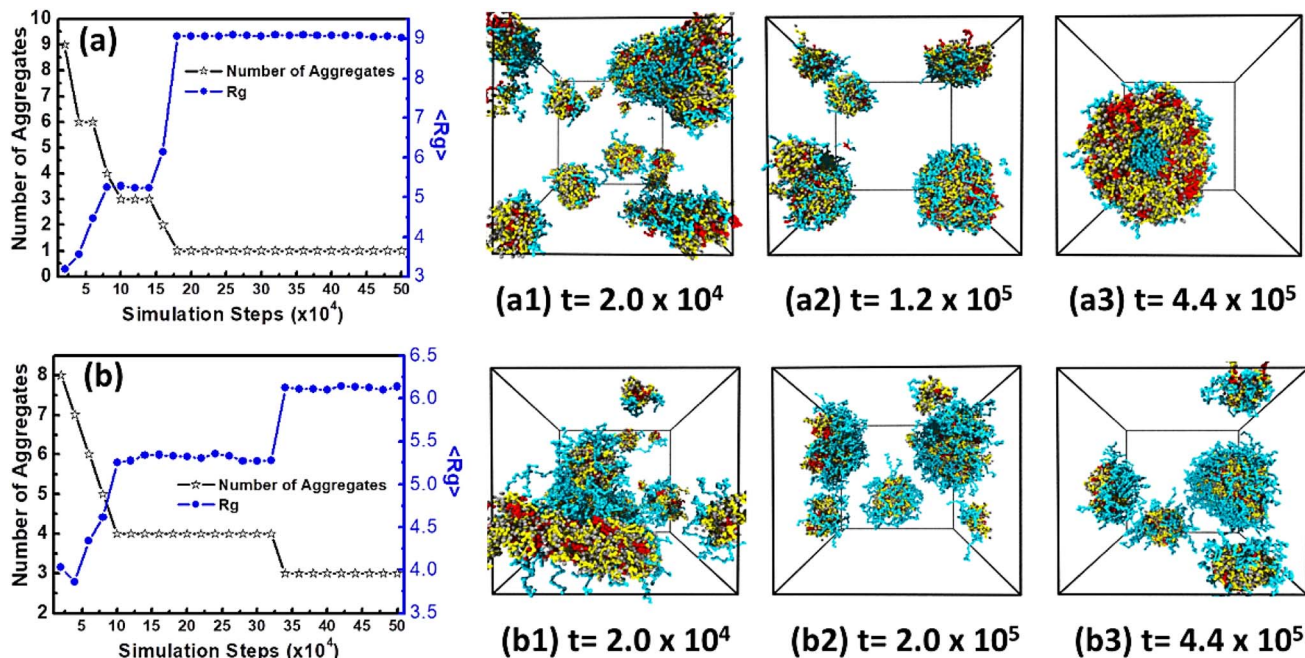 (a)
Number of Aggregates
10
9
8
7
6
5
4
3
2
1
0
Number of Aggregates
Rg
9
8
7
6
5
4
3
<Rg>
5 10 15 20 25 30 35 40 45 50
Simulation Steps (x10⁴)
(a1) t= 2.0 x 10⁴
(a2) t= 1.2 x 10⁵
(a3) t= 4.4 x 10⁵
(b)
Number of Aggregates
8
7
6
5
4
3
2
Number of Aggregates
Rg
6.5
6.0
5.5
5.0
4.5
4.0
3.5
<Rg>
5 10 15 20 25 30 35 40 45 50
Simulation Steps (x10⁴)
(b1) t= 2.0 x 10⁴
(b2) t= 2.0 x 10⁵
(b3) t= 4.4 x 10⁵